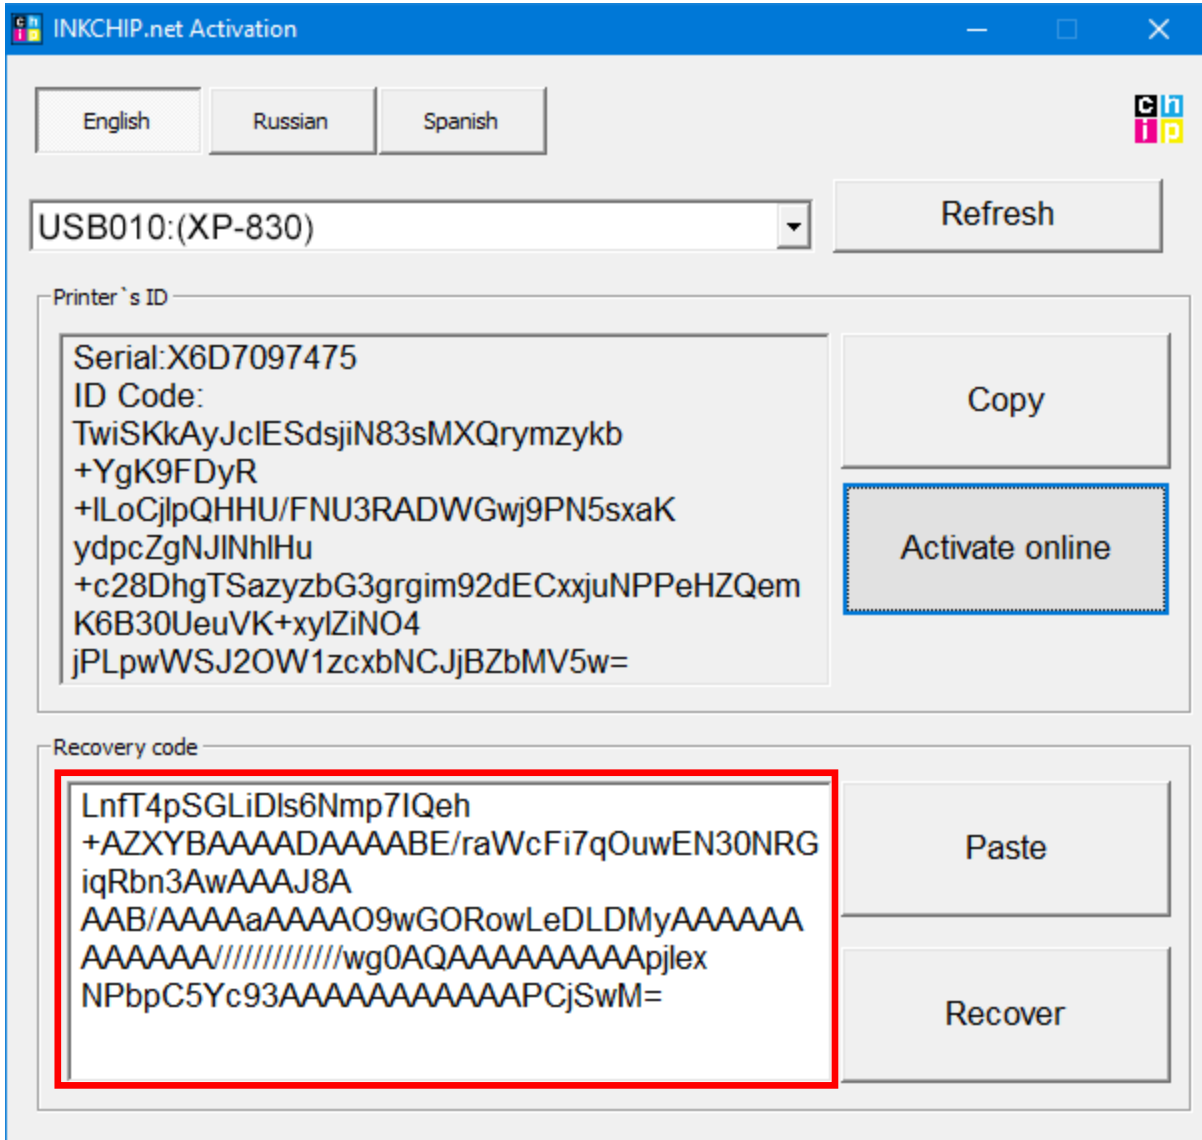 INKCHIP.net Activation
English
Russian
Spanish
chip
USB010:(XP-830)
Refresh
Printer`s ID
Serial:X6D7097475
ID Code:
TwiSKkAyJclESdsjiN83sMXQrymzykb
+YgK9FDyR
+lLoCjlpQHHU/FNU3RADWGwj9PN5sxaK
ydpcZgNJlNhlHu
+c28DhgTSazyzbG3grgim92dECxxjuNPPeHZQem
K6B30UeuVK+xylZiNO4
jPLpwWSJ2OW1zcxbNCJjBZbMV5w=
Copy
Activate online
Recovery code
LnfT4pSGLiDls6Nmp7IQeh
+AZXYBAAAADAAAABE/raWcFi7qOuwEN30NRG
iqRbn3AwAAAJ8A
AAB/AAAAaAAAAO9wGORowLeDLDMyAAAAAA
AAAAAA/////////////wg0AQAAAAAAAAApjlex
NPbpC5Yc93AAAAAAAAAAAPCjSwM=
Paste
Recover